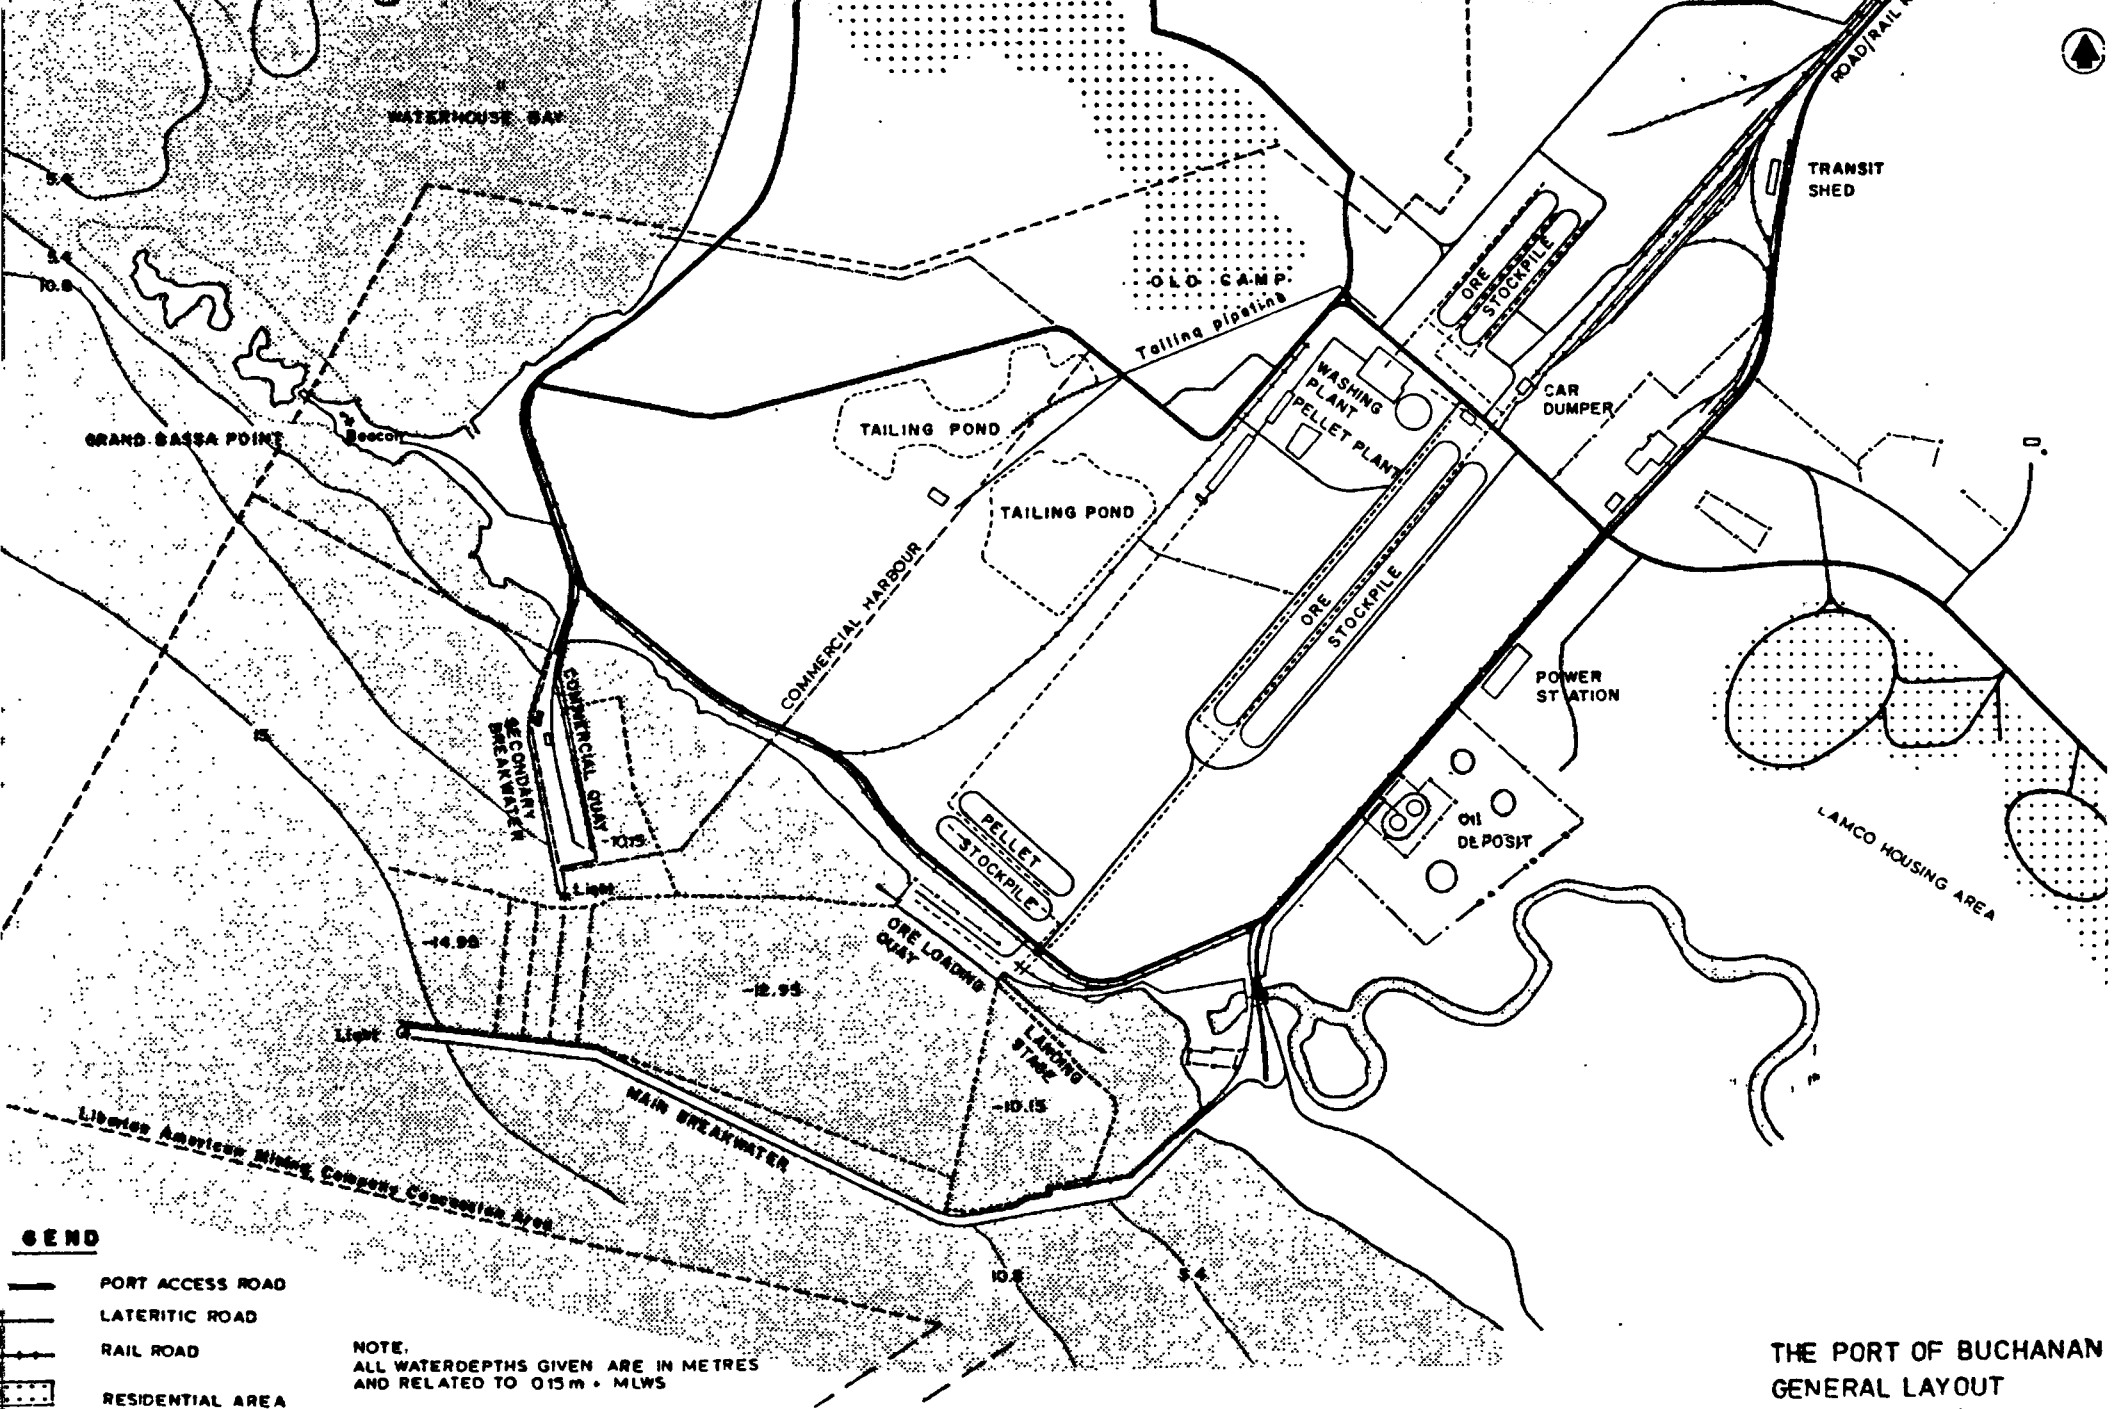 ROAD/RAIL
WATERHOUSE BAY
TRANSIT
SHED
5.4
5.4
10.8
ORE
STOCKPILE
OLD CAMP
Tailing pipeline
WASHING
PLANT
PELLET PLANT
CAR
DUMPER
TAILING POND
GRAND BASSA POINT
Beacon
TAILING POND
COMMERCIAL HARBOUR
ORE
STOCKPILE
POWER
STATION
15
COMMERCIAL QUAY
SECONDARY
BREAKWATER
-10.15
PELLET
STOCKPILE
Oil
DEPOSIT
LAMCO HOUSING AREA
Light
-14.95
ORE LOADING
QUAY
-12.95
Light
LANDING
STAGE
-10.15
MAIN BREAKWATER
Liberian American Mining Company Concession Area
10.8
5.4
GEND
PORT ACCESS ROAD
LATERITIC ROAD
RAIL ROAD
RESIDENTIAL AREA
NOTE.
ALL WATERDEPTHS GIVEN ARE IN METRES
AND RELATED TO 015m + MLWS
THE PORT OF BUCHANAN
GENERAL LAYOUT